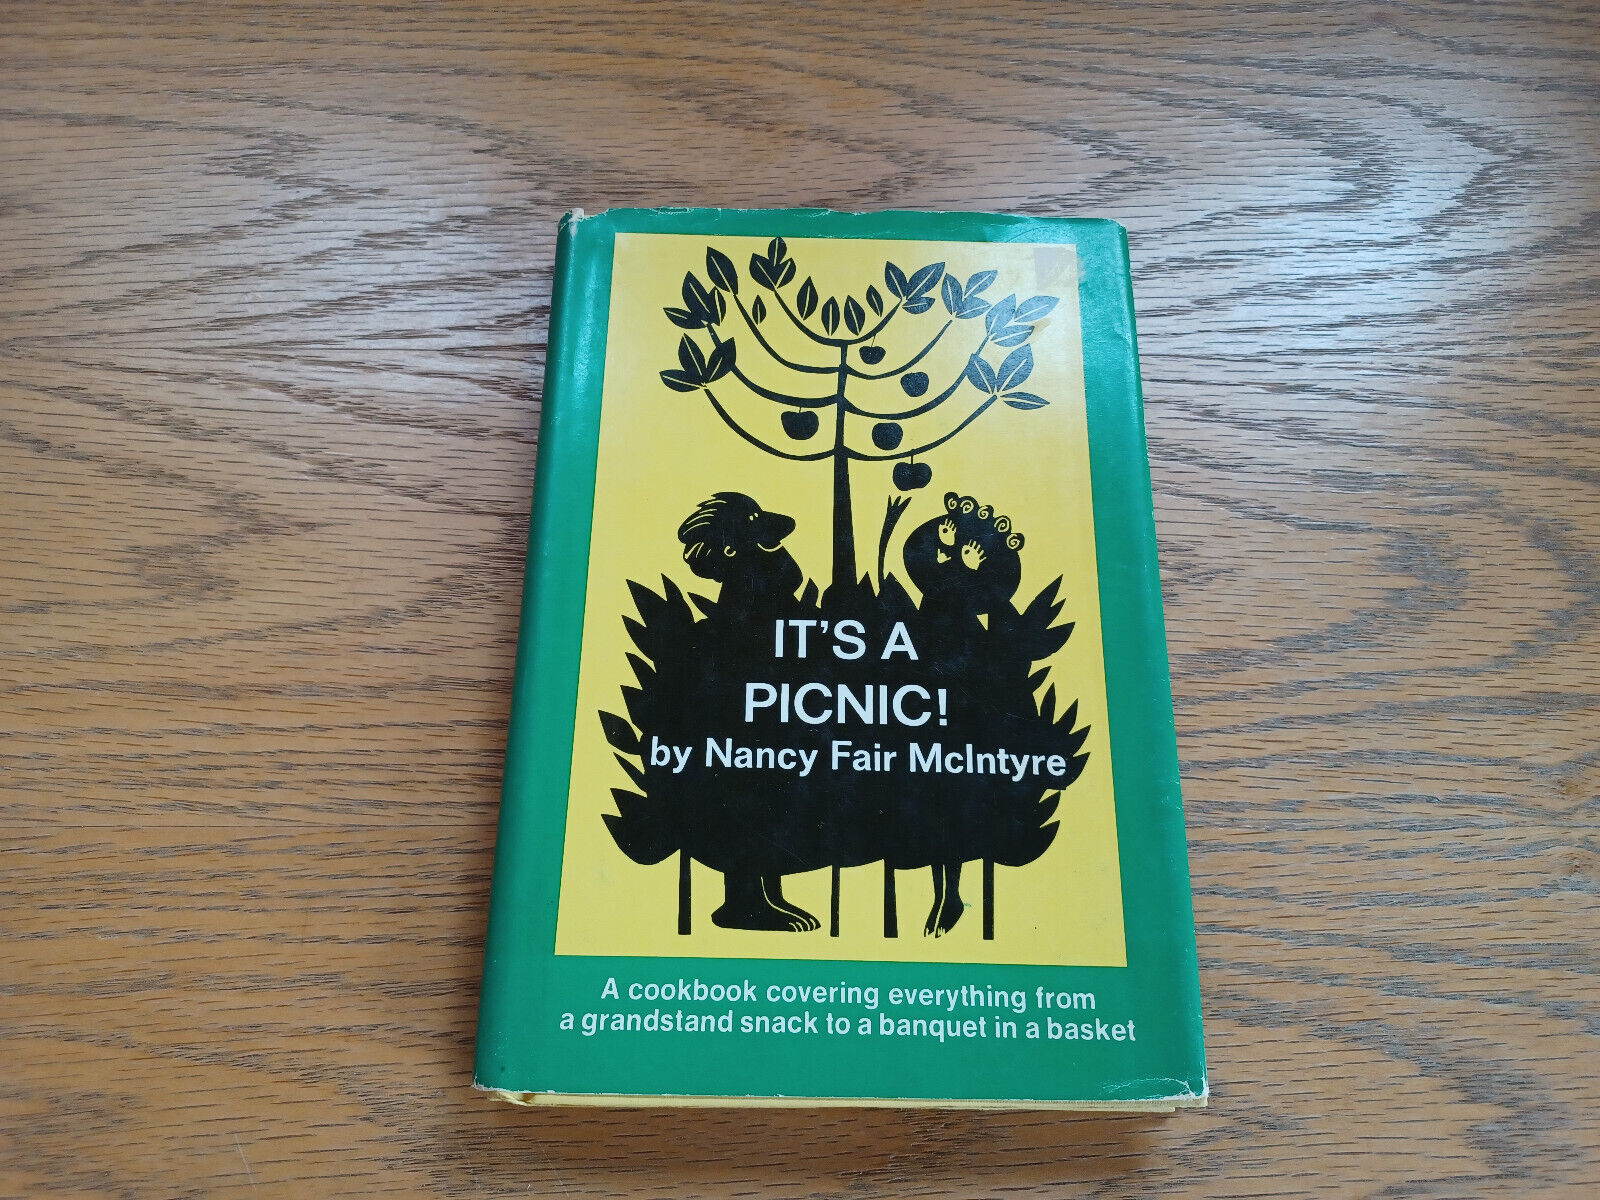 IT'S A
PICNIC!
by Nancy Fair McIntyre
A cookbook covering everything from
a grandstand snack to a banquet in a basket